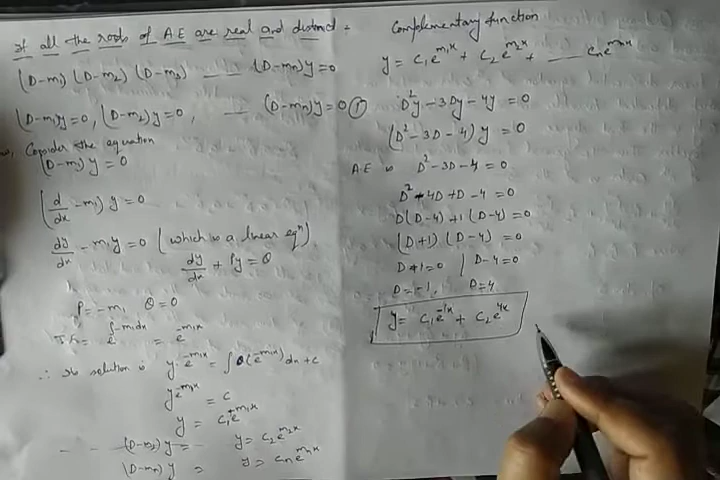 If all the roots of A.E are real and distinct.
(D-m₁) (D-m₂) (D-m₃) ---- (D-mₙ)y=0
(D-m₁)y=0, (D-m₂)y=0, ---- (D-mₙ)y=0 ①
Consider the equation
(D-m₁)y=0
(d/dx - m₁) y=0
dy/dx - m₁y=0 (which is a linear eqⁿ).
dy/dx + Py=Q
P=-m₁ Q=0
I.F= e^∫-m₁dx = e^-m₁x
∴ Its solution is y·e^-m₁x = ∫0(e^-m₁x)dx+c
ye^-m₁x = c
y = c₁e^+m₁x
(D-m₂)y= y=c₂e^m₂x
(D-mₙ)y = y=cₙe^mₙx
Complementary function
y=c₁e^m₁x + c₂e^m₂x + ---- cₙe^mₙx
D²y-3Dy-4y=0
(D²-3D-4)y=0
A.E is D²-3D-4=0
D²-4D+D-4=0
D(D-4)+1(D-4)=0
(D+1)(D-4)=0
D+1=0 | D-4=0
D=-1, D=4
y=c₁e^-1x + c₂e^4x